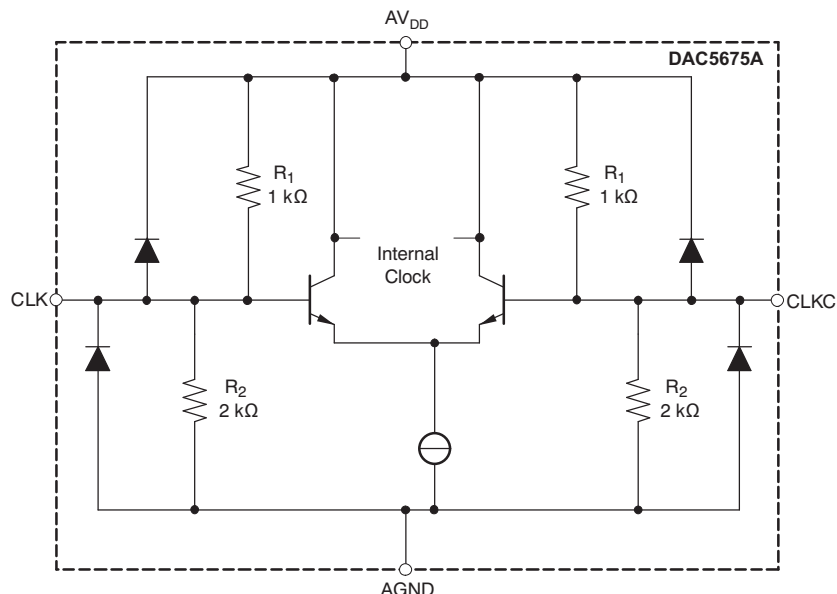 AVDD
DAC5675A
R1
1 kΩ
R1
1 kΩ
Internal
Clock
CLK
CLKC
R2
2 kΩ
R2
2 kΩ
AGND